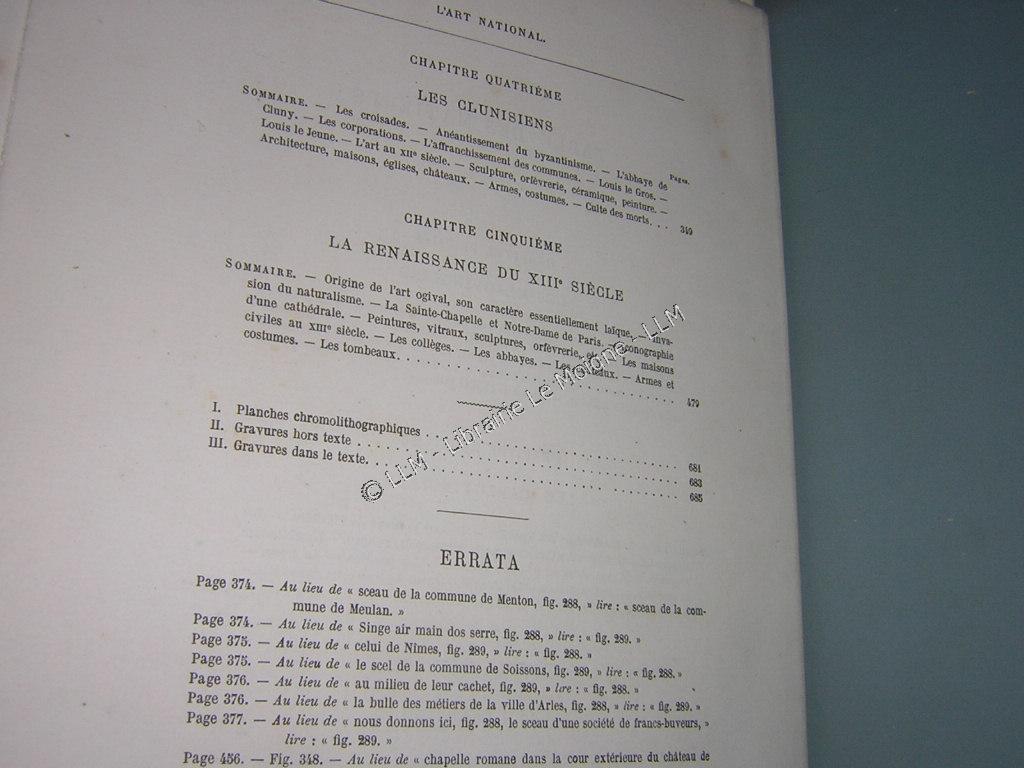 L'ART NATIONAL.
CHAPITRE QUATRIÉME
LES CLUNISIENS
Pages.
SOMMAIRE. — Les croisades. — Anéantissement du byzantinisme. — L'abbaye de
Cluny. — Les corporations. — L'affranchissement des communes. — Louis le Gros. —
Louis le Jeune. — L'art au XIIe siècle. — Sculpture, orfèvrerie, céramique, peinture. —
Architecture, maisons, églises, châteaux. — Armes, costumes. — Culte des morts. . . 349
CHAPITRE CINQUIÉME
LA RENAISSANCE DU XIIIe SIÈCLE
SOMMAIRE. — Origine de l'art ogival, son caractère essentiellement laïque. — Inva-
sion du naturalisme. — La Sainte-Chapelle et Notre-Dame de Paris. — Iconographie
d'une cathédrale. — Peintures, vitraux, sculptures, orfèvrerie, — Les maisons
civiles au XIIIe siècle. — Les collèges. — Les abbayes. — Les châteaux. — Armes et
costumes. — Les tombeaux. . . . . . . . . . . . . . . . . . . . 479
I. Planches chromolithographiques . . . . . . . . . . . . . . . 681
II. Gravures hors texte . . . . . . . . . . . . . . . . . . . . 683
III. Gravures dans le texte. . . . . . . . . . . . . . . . . . . 685
© LLM - Librairie Le Moione - LLM
ERRATA
Page 374. — Au lieu de « sceau de la commune de Menton, fig. 288, » lire : « sceau de la com-
mune de Meulan. »
Page 374. — Au lieu de « Singe air main dos serre, fig. 288, » lire : « fig. 289. »
Page 375. — Au lieu de « celui de Nîmes, fig. 289, » lire : « fig. 288. »
Page 375. — Au lieu de « le scel de la commune de Soissons, fig. 289, » lire : « fig. 288. »
Page 376. — Au lieu de « au milieu de leur cachet, fig. 289, » lire : « fig. 288. »
Page 376. — Au lieu de « la bulle des métiers de la ville d'Arles, fig. 288, » lire : « fig. 289. »
Page 377. — Au lieu de « nous donnons ici, fig. 288, le sceau d'une société de francs-buveurs, »
lire : « fig. 289. »
Page 456. — Fig. 348. — Au lieu de « chapelle romane dans la cour extérieure du château de